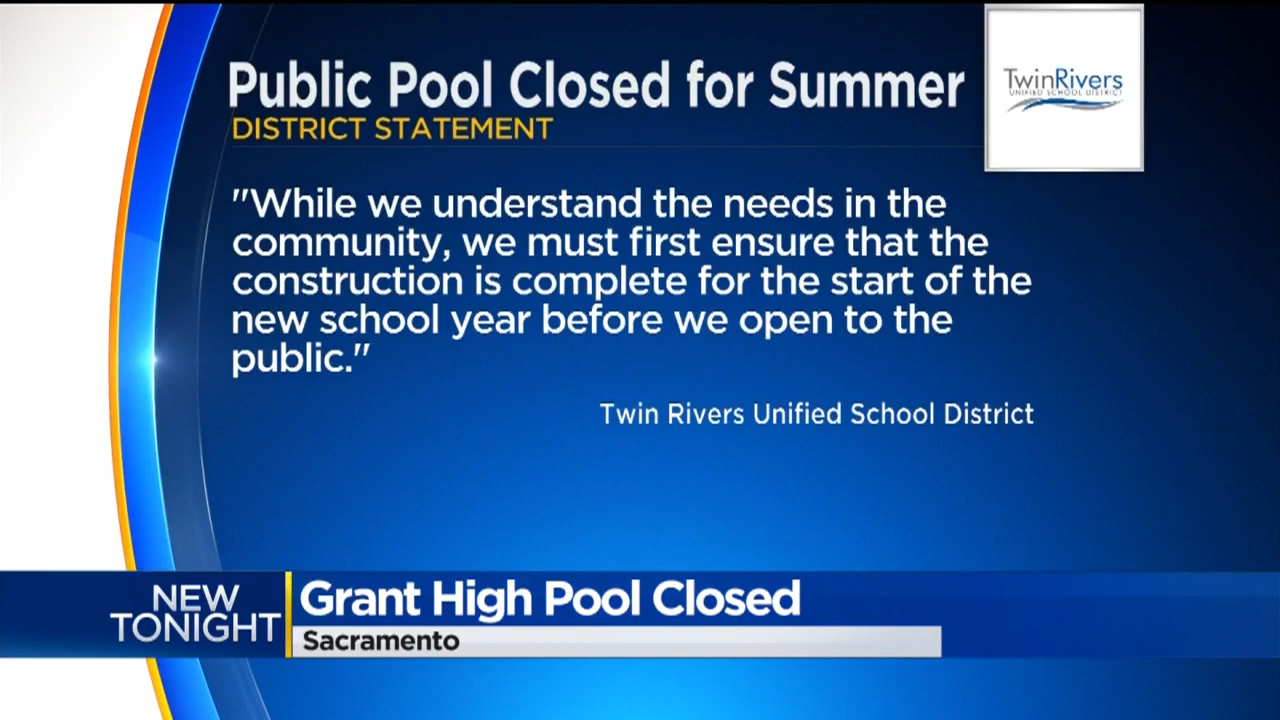 Public Pool Closed for Summer
DISTRICT STATEMENT
TwinRivers
UNIFIED SCHOOL DISTRICT
"While we understand the needs in the
community, we must first ensure that the
construction is complete for the start of the
new school year before we open to the
public."
Twin Rivers Unified School District
NEW
TONIGHT
Grant High Pool Closed
Sacramento